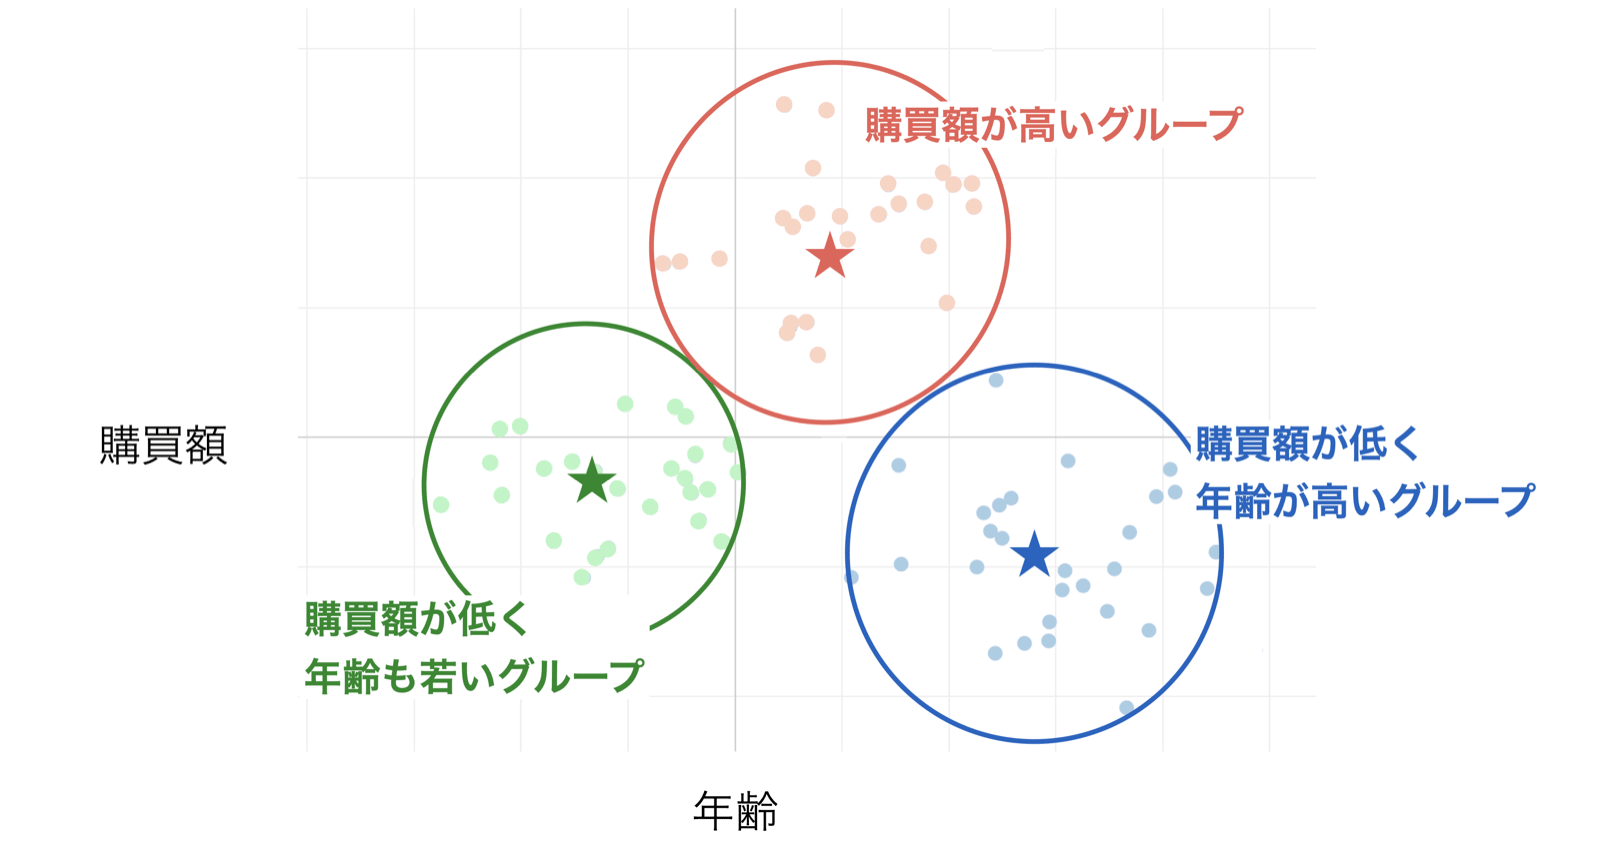 購買額が高いグループ
購買額
購買額が低く
年齢が高いグループ
購買額が低く
年齢も若いグループ
年齢